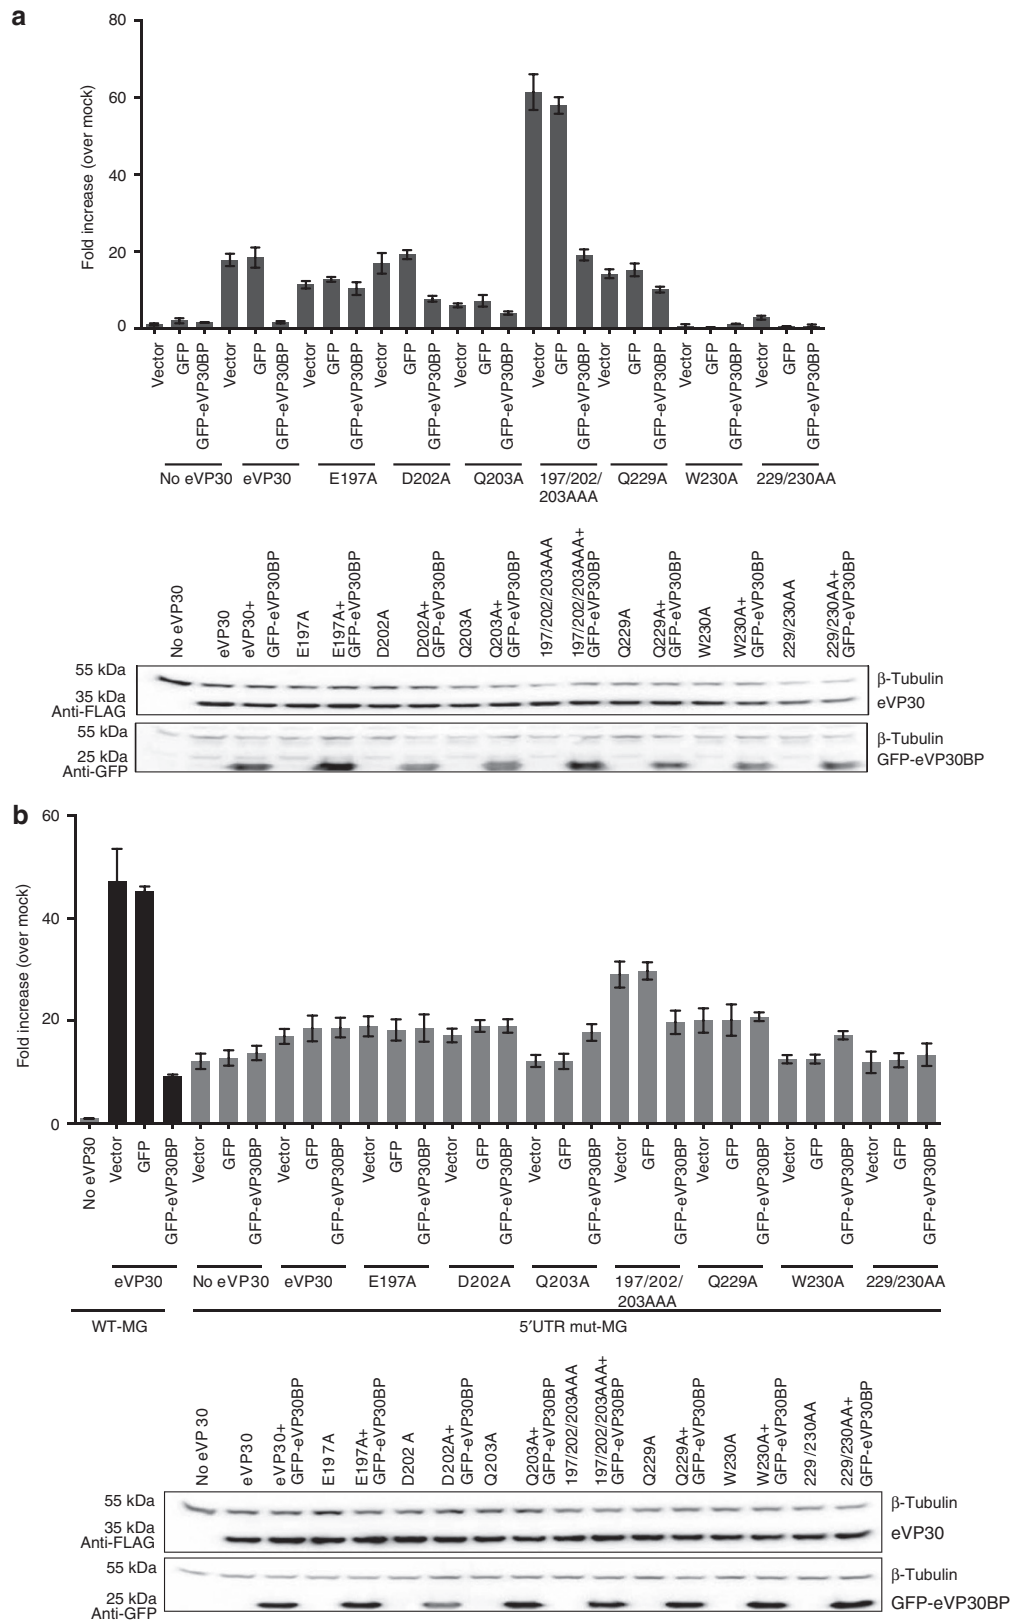 a
80
60
40
20
0
Fold increase (over mock)
Vector
GFP
GFP-eVP30BP
Vector
GFP
GFP-eVP30BP
Vector
GFP
GFP-eVP30BP
Vector
GFP
GFP-eVP30BP
Vector
GFP
GFP-eVP30BP
Vector
GFP
GFP-eVP30BP
Vector
GFP
GFP-eVP30BP
Vector
GFP
GFP-eVP30BP
Vector
GFP
GFP-eVP30BP
No eVP30
eVP30
E197A
D202A
Q203A
197/202/
203AAA
Q229A
W230A
229/230AA
No eVP30
eVP30
eVP30+
GFP-eVP30BP
E197A
E197A+
GFP-eVP30BP
D202A
D202A+
GFP-eVP30BP
Q203A
Q203A+
GFP-eVP30BP
197/202/203AAA
197/202/203AAA+
GFP-eVP30BP
Q229A
Q229A+
GFP-eVP30BP
W230A
W230A+
GFP-eVP30BP
229/230AA
229/230AA+
GFP-eVP30BP
55 kDa
35 kDa
Anti-FLAG
β-Tubulin
eVP30
55 kDa
25 kDa
Anti-GFP
β-Tubulin
GFP-eVP30BP
b
60
40
20
0
Fold increase (over mock)
No eVP30
Vector
GFP
GFP-eVP30BP
Vector
GFP
GFP-eVP30BP
Vector
GFP
GFP-eVP30BP
Vector
GFP
GFP-eVP30BP
Vector
GFP
GFP-eVP30BP
Vector
GFP
GFP-eVP30BP
Vector
GFP
GFP-eVP30BP
Vector
GFP
GFP-eVP30BP
Vector
GFP
GFP-eVP30BP
Vector
GFP
GFP-eVP30BP
eVP30
No eVP30
eVP30
E197A
D202A
Q203A
197/202/
203AAA
Q229A
W230A
229/230AA
WT-MG
5′UTR mut-MG
No eVP 30
eVP30
eVP30+
GFP-eVP30BP
E197A
E197A+
GFP-eVP30BP
D202 A
D202A+
GFP-eVP30BP
Q203A
Q203A+
GFP-eVP30BP
197/202/203AAA
197/202/203AAA+
GFP-eVP30BP
Q229A
Q229A+
GFP-eVP30BP
W230A
W230A+
GFP-eVP30BP
229/230AA
229/230AA+
GFP-eVP30BP
55 kDa
35 kDa
Anti-FLAG
β-Tubulin
eVP30
55 kDa
25 kDa
Anti-GFP
β-Tubulin
GFP-eVP30BP